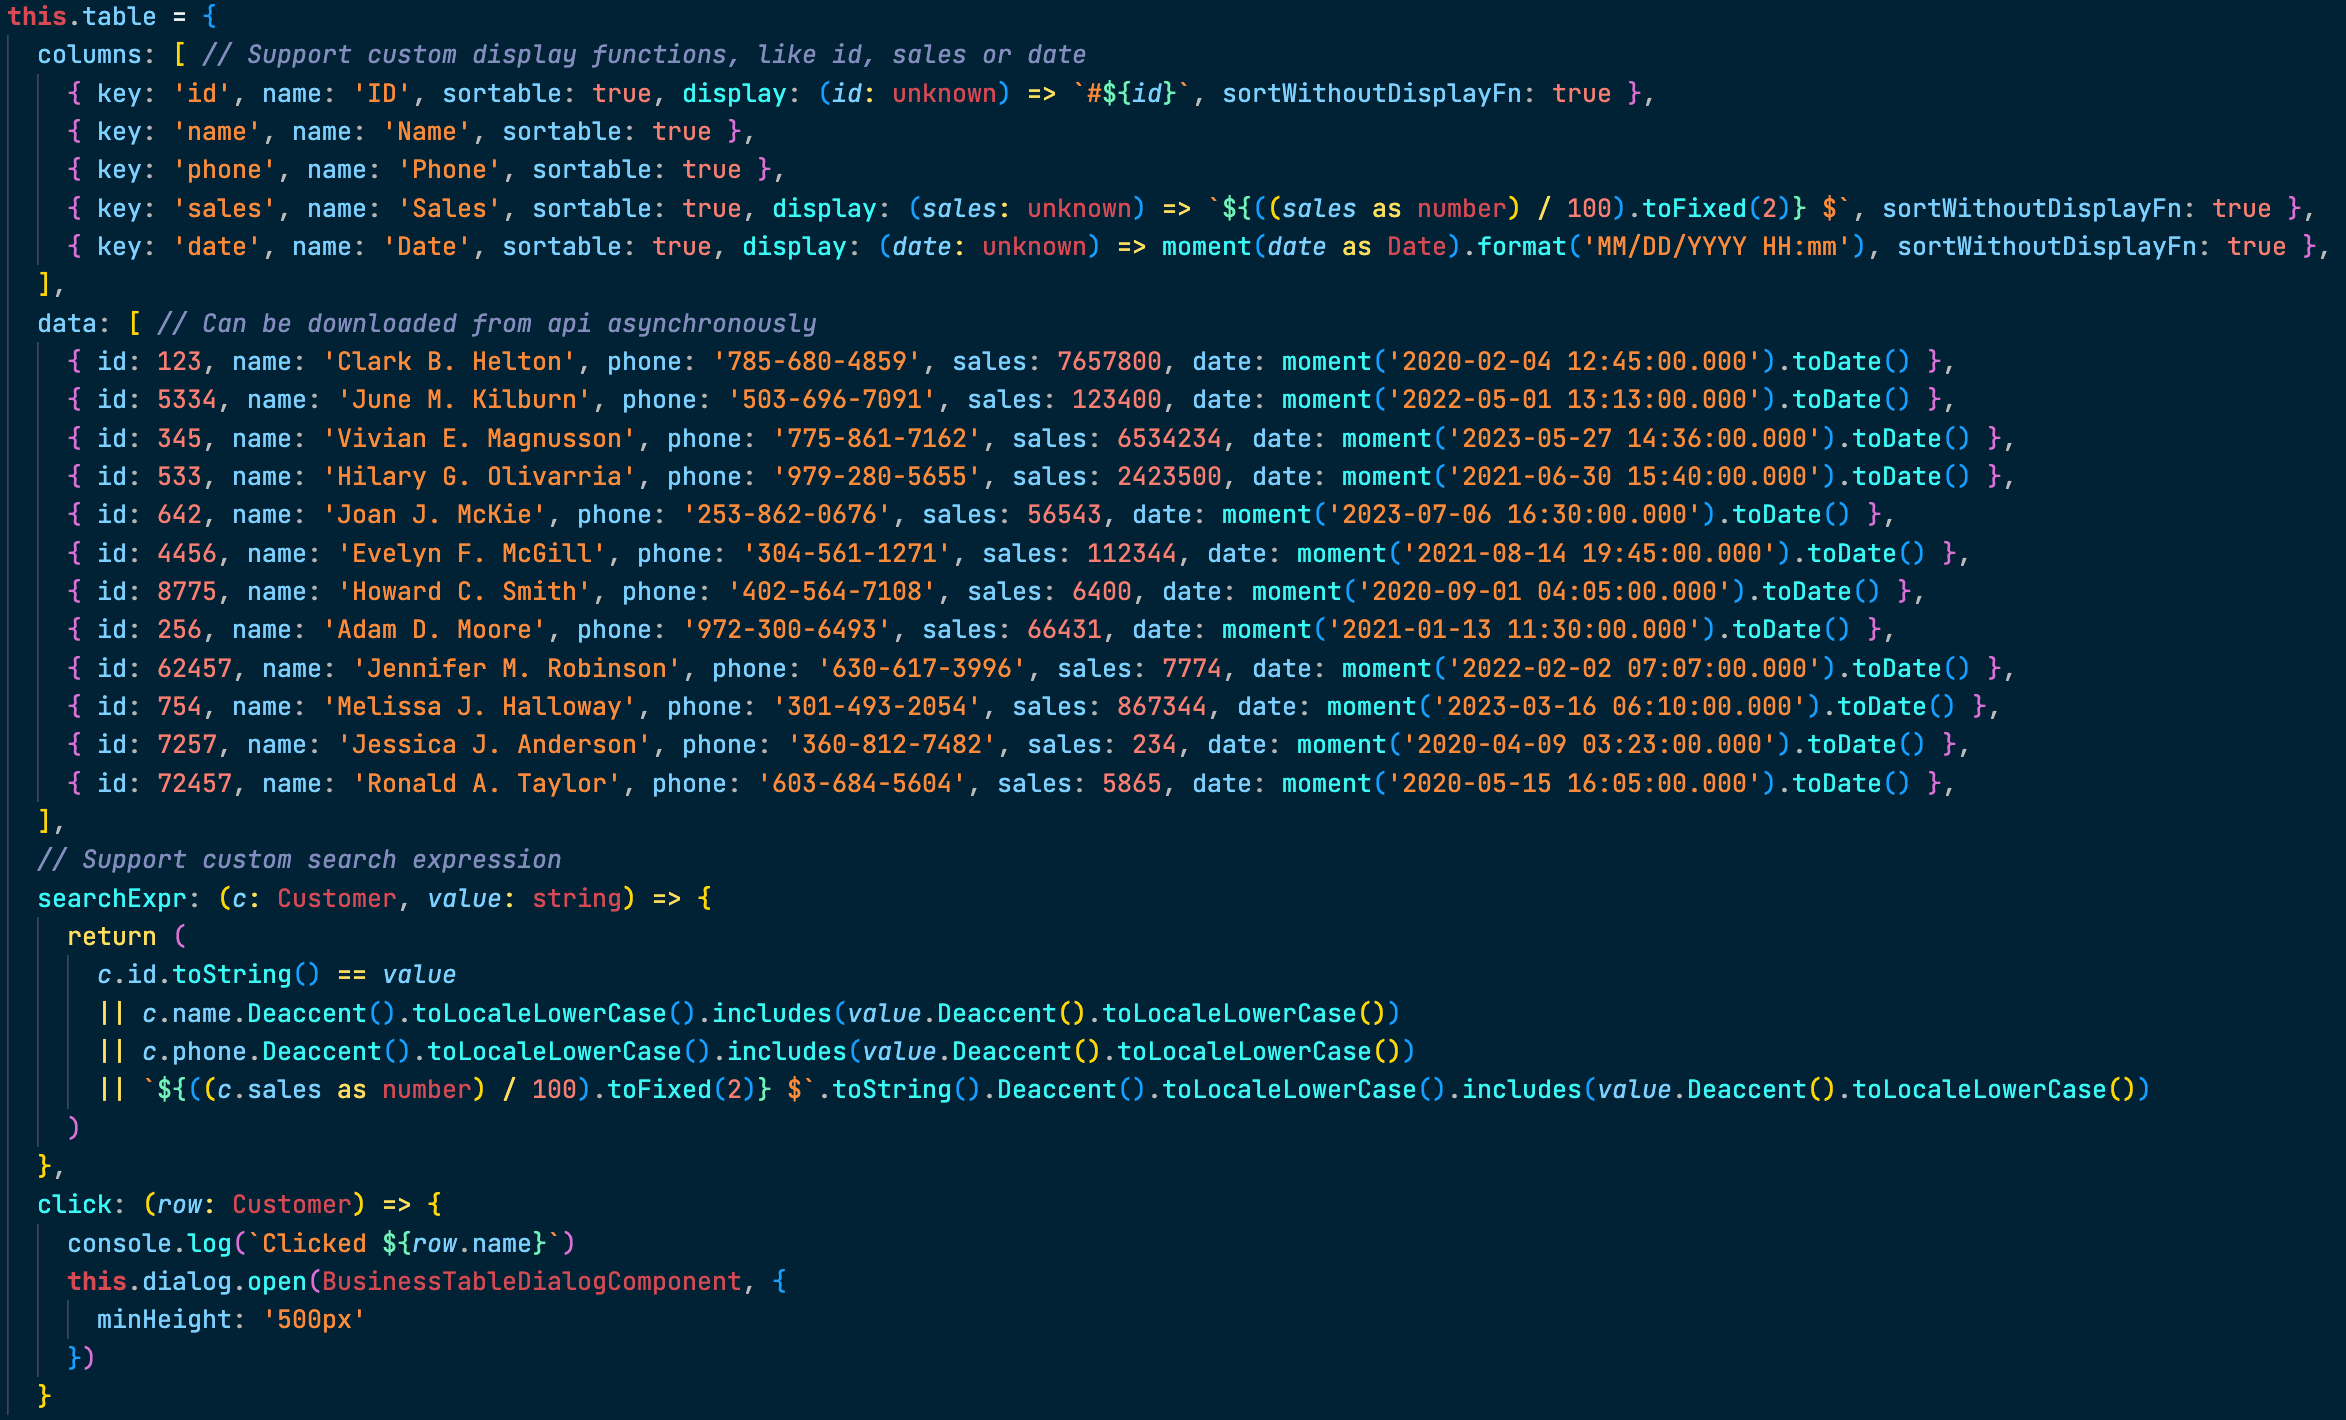 this.table = {
  columns: [ // Support custom display functions, like id, sales or date
    { key: 'id', name: 'ID', sortable: true, display: (id: unknown) => `#${id}`, sortWithoutDisplayFn: true },
    { key: 'name', name: 'Name', sortable: true },
    { key: 'phone', name: 'Phone', sortable: true },
    { key: 'sales', name: 'Sales', sortable: true, display: (sales: unknown) => `${((sales as number) / 100).toFixed(2)} $`, sortWithoutDisplayFn: true },
    { key: 'date', name: 'Date', sortable: true, display: (date: unknown) => moment(date as Date).format('MM/DD/YYYY HH:mm'), sortWithoutDisplayFn: true },
  ],
  data: [ // Can be downloaded from api asynchronously
    { id: 123, name: 'Clark B. Helton', phone: '785-680-4859', sales: 7657800, date: moment('2020-02-04 12:45:00.000').toDate() },
    { id: 5334, name: 'June M. Kilburn', phone: '503-696-7091', sales: 123400, date: moment('2022-05-01 13:13:00.000').toDate() },
    { id: 345, name: 'Vivian E. Magnusson', phone: '775-861-7162', sales: 6534234, date: moment('2023-05-27 14:36:00.000').toDate() },
    { id: 533, name: 'Hilary G. Olivarria', phone: '979-280-5655', sales: 2423500, date: moment('2021-06-30 15:40:00.000').toDate() },
    { id: 642, name: 'Joan J. McKie', phone: '253-862-0676', sales: 56543, date: moment('2023-07-06 16:30:00.000').toDate() },
    { id: 4456, name: 'Evelyn F. McGill', phone: '304-561-1271', sales: 112344, date: moment('2021-08-14 19:45:00.000').toDate() },
    { id: 8775, name: 'Howard C. Smith', phone: '402-564-7108', sales: 6400, date: moment('2020-09-01 04:05:00.000').toDate() },
    { id: 256, name: 'Adam D. Moore', phone: '972-300-6493', sales: 66431, date: moment('2021-01-13 11:30:00.000').toDate() },
    { id: 62457, name: 'Jennifer M. Robinson', phone: '630-617-3996', sales: 7774, date: moment('2022-02-02 07:07:00.000').toDate() },
    { id: 754, name: 'Melissa J. Halloway', phone: '301-493-2054', sales: 867344, date: moment('2023-03-16 06:10:00.000').toDate() },
    { id: 7257, name: 'Jessica J. Anderson', phone: '360-812-7482', sales: 234, date: moment('2020-04-09 03:23:00.000').toDate() },
    { id: 72457, name: 'Ronald A. Taylor', phone: '603-684-5604', sales: 5865, date: moment('2020-05-15 16:05:00.000').toDate() },
  ],
  // Support custom search expression
  searchExpr: (c: Customer, value: string) => {
    return (
      c.id.toString() == value
      || c.name.Deaccent().toLocaleLowerCase().includes(value.Deaccent().toLocaleLowerCase())
      || c.phone.Deaccent().toLocaleLowerCase().includes(value.Deaccent().toLocaleLowerCase())
      || `${((c.sales as number) / 100).toFixed(2)} $`.toString().Deaccent().toLocaleLowerCase().includes(value.Deaccent().toLocaleLowerCase())
    )
  },
  click: (row: Customer) => {
    console.log(`Clicked ${row.name}`)
    this.dialog.open(BusinessTableDialogComponent, {
      minHeight: '500px'
    })
  }